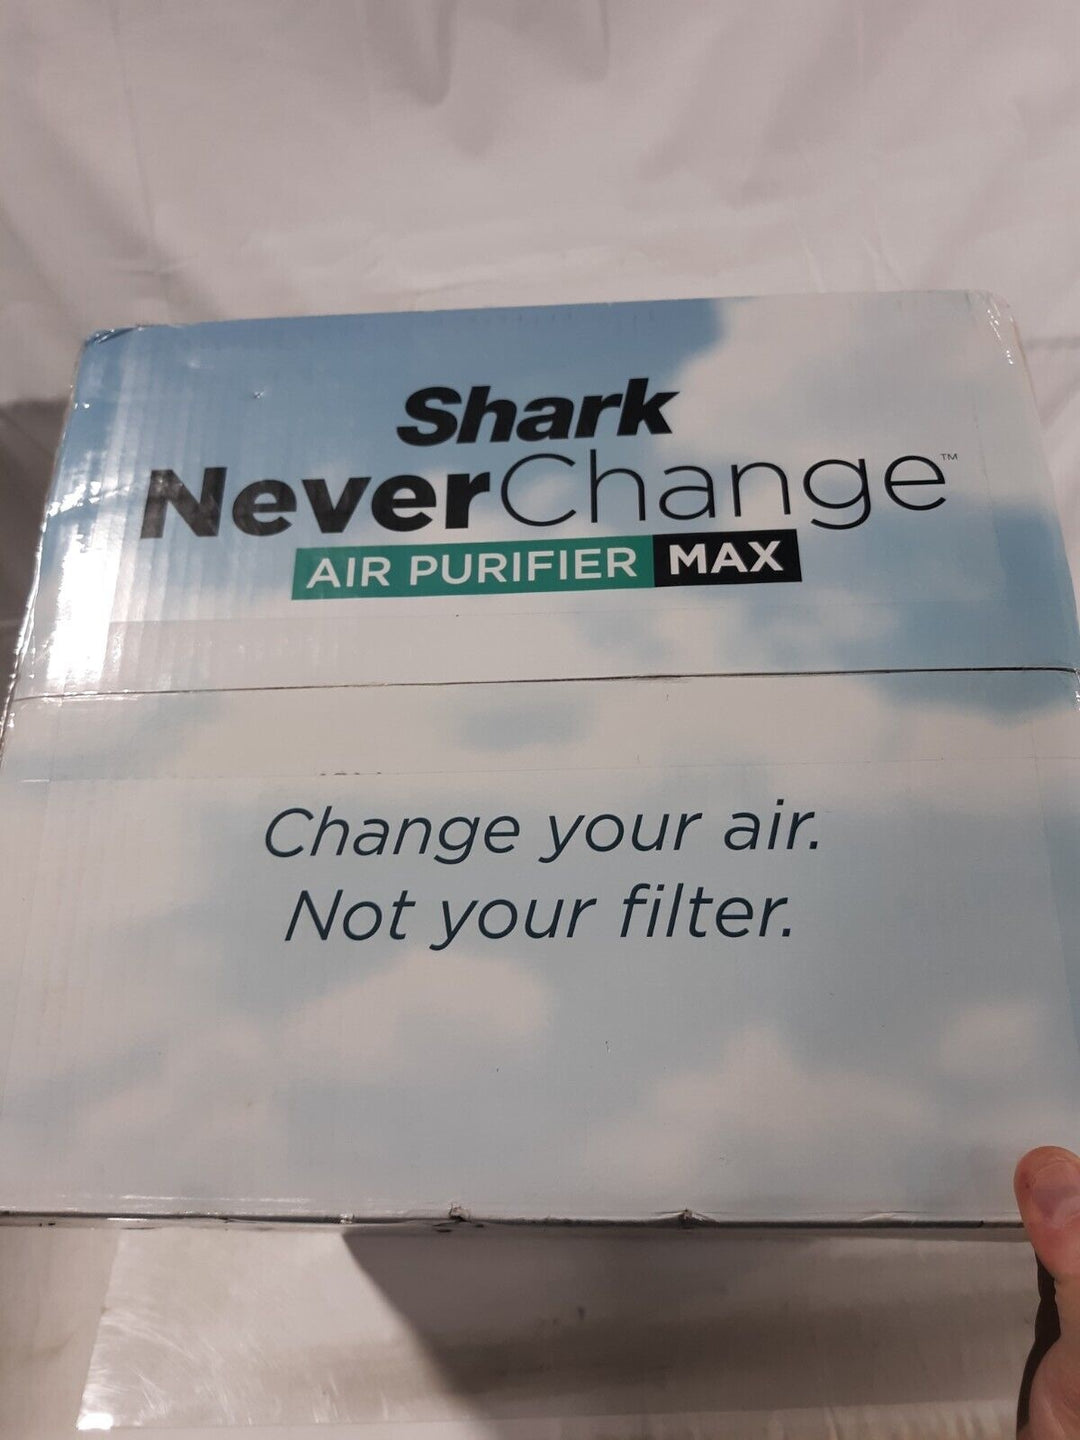 Shark
NeverChange™
AIR PURIFIER MAX
Change your air.
Not your filter.